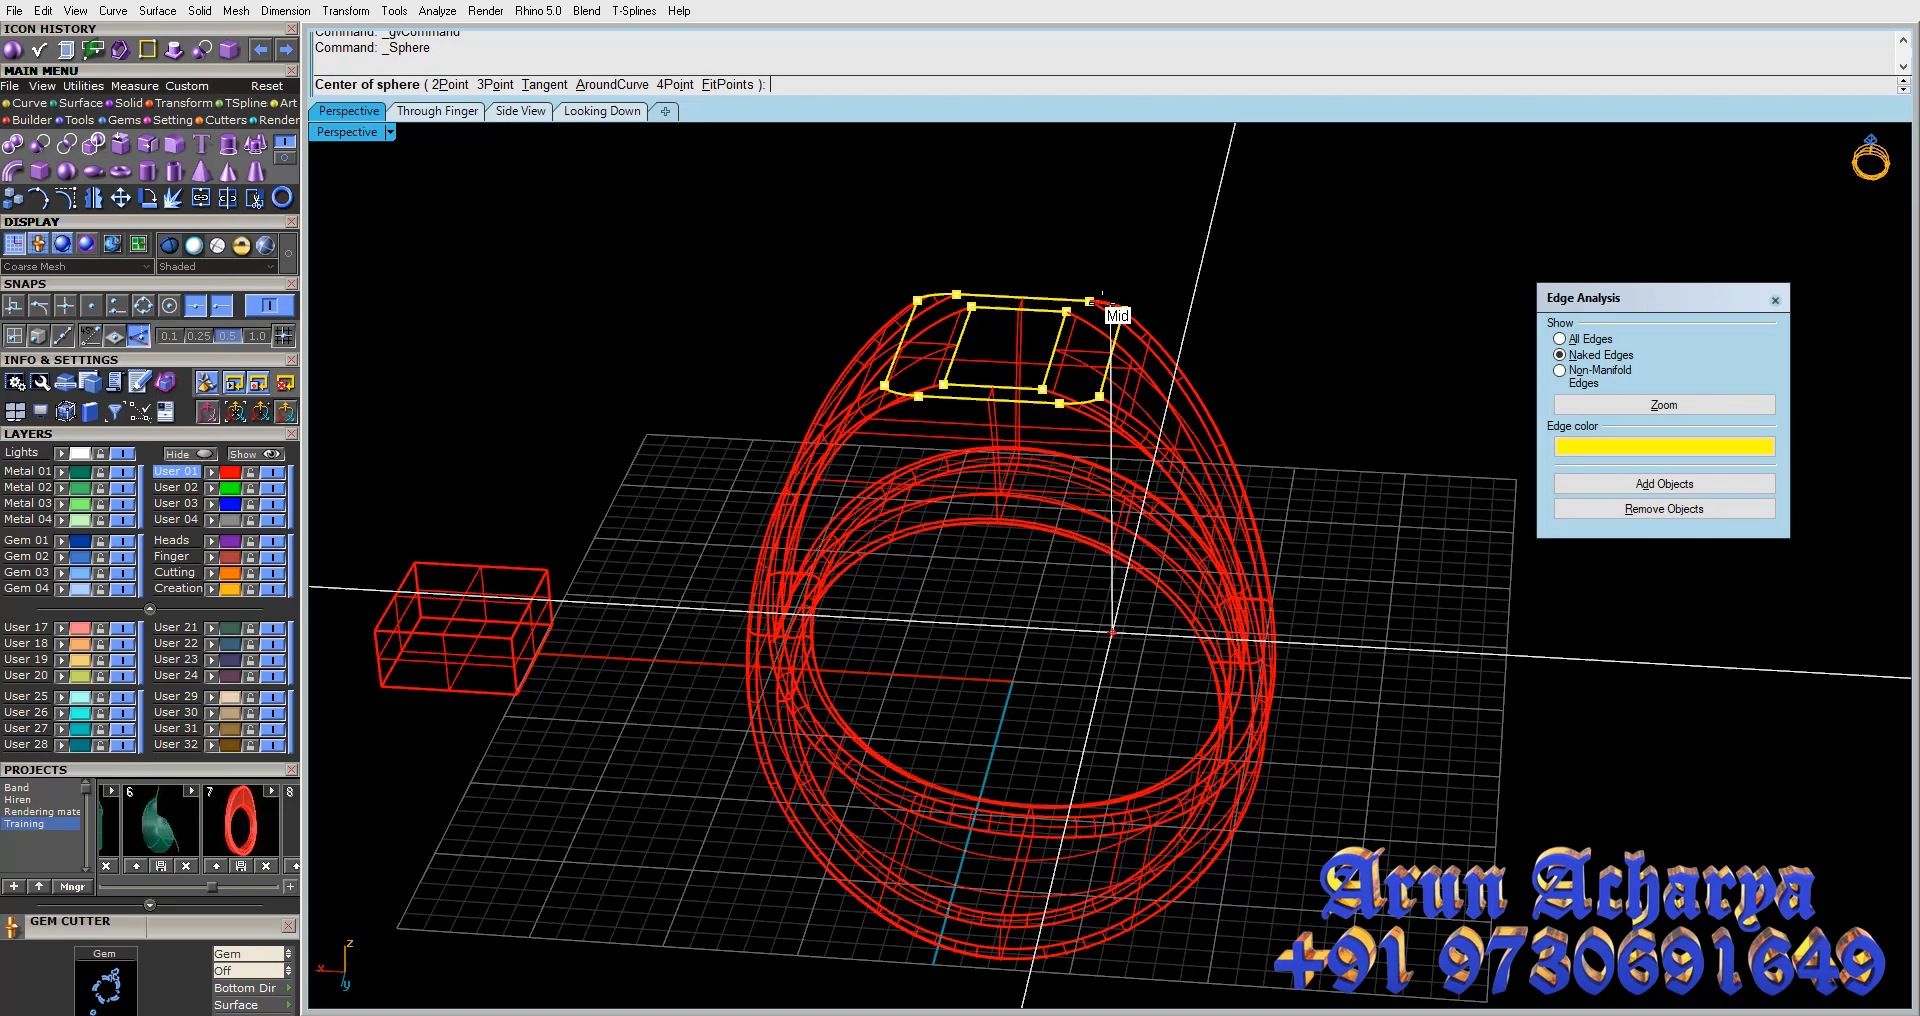 File Edit View Curve Surface Solid Mesh Dimension Transform Tools Analyze Render Rhino 5.0 Blend T-Splines Help
ICON HISTORY
MAIN MENU
File View Utilities Measure Custom Reset
Curve Surface Solid Transform TSpline Art
Builder Tools Gems Setting Cutters Render
DISPLAY
Coarse Mesh Shaded
SNAPS
45°
0.1 0.25 0.5 1.0
INFO & SETTINGS
LAYERS
Lights Hide Show
Metal 01 User 01
Metal 02 User 02
Metal 03 User 03
Metal 04 User 04
Gem 01 Heads
Gem 02 Finger
Gem 03 Cutting
Gem 04 Creation
User 17 User 21
User 18 User 22
User 19 User 23
User 20 User 24
User 25 User 29
User 26 User 30
User 27 User 31
User 28 User 32
PROJECTS
Band
Hiren
Rendering mate
Training
6 7 8
Mngr
GEM CUTTER
Gem
Gem
Off
Bottom Dir
Surface
Command: _gvCommand
Command: _Sphere
Center of sphere ( 2Point 3Point Tangent AroundCurve 4Point FitPoints ):
Perspective Through Finger Side View Looking Down
Perspective
Mid
z
x
y
Edge Analysis
Show
All Edges
Naked Edges
Non-Manifold
Edges
Zoom
Edge color
Add Objects
Remove Objects
Arun Acharya
+91 9730691649